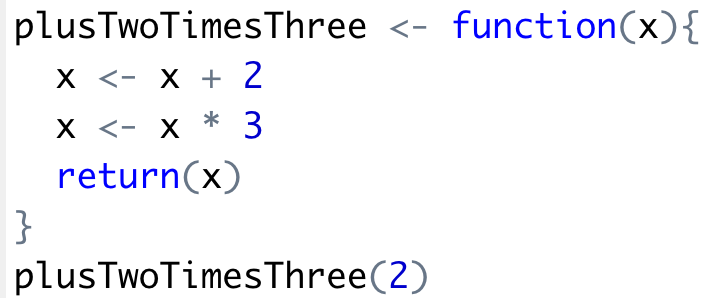 plusTwoTimesThree <- function(x){
  x <- x + 2
  x <- x * 3
  return(x)
}
plusTwoTimesThree(2)